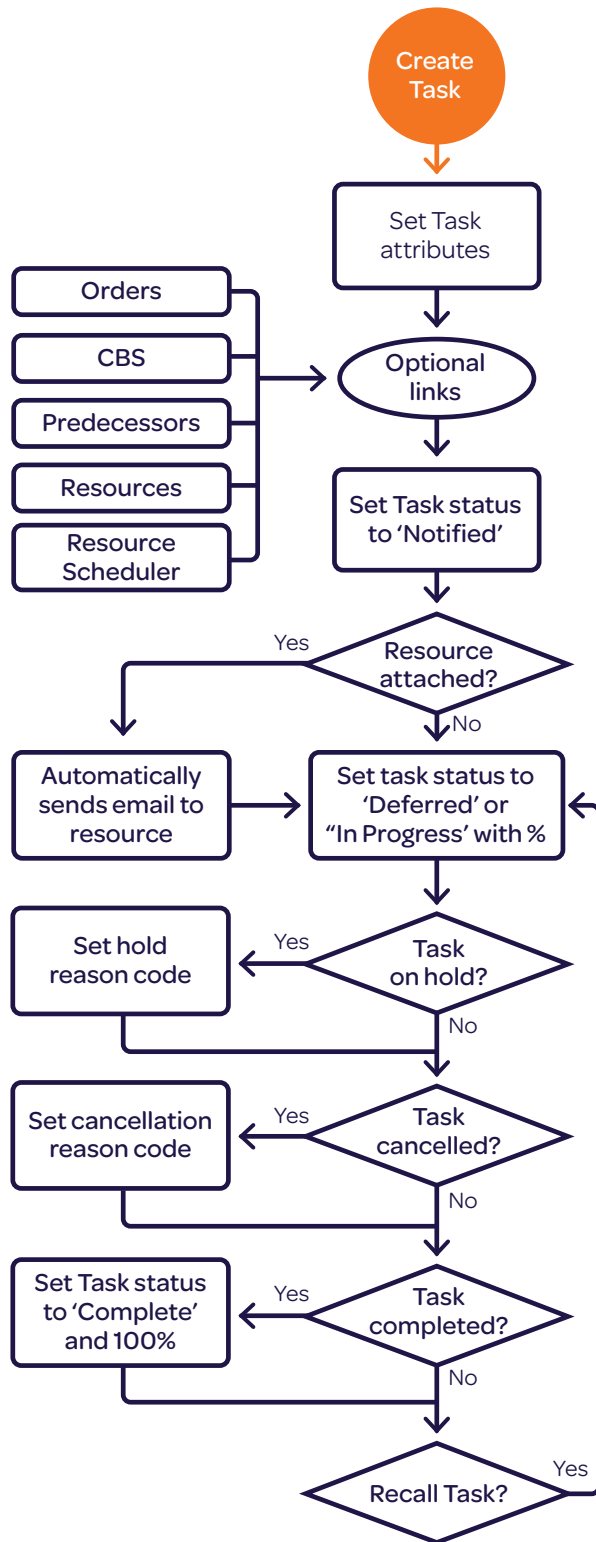 Create
Task
Set Task
attributes
Orders
CBS
Predecessors
Resources
Resource
Scheduler
Optional
links
Set Task status
to ‘Notified’
Resource
attached?
Yes
No
Automatically
sends email to
resource
Set task status to
‘Deferred’ or
“In Progress’ with %
Task
on hold?
Yes
No
Set hold
reason code
Task
cancelled?
Yes
No
Set cancellation
reason code
Task
completed?
Yes
No
Set Task status
to ‘Complete’
and 100%
Recall Task?
Yes